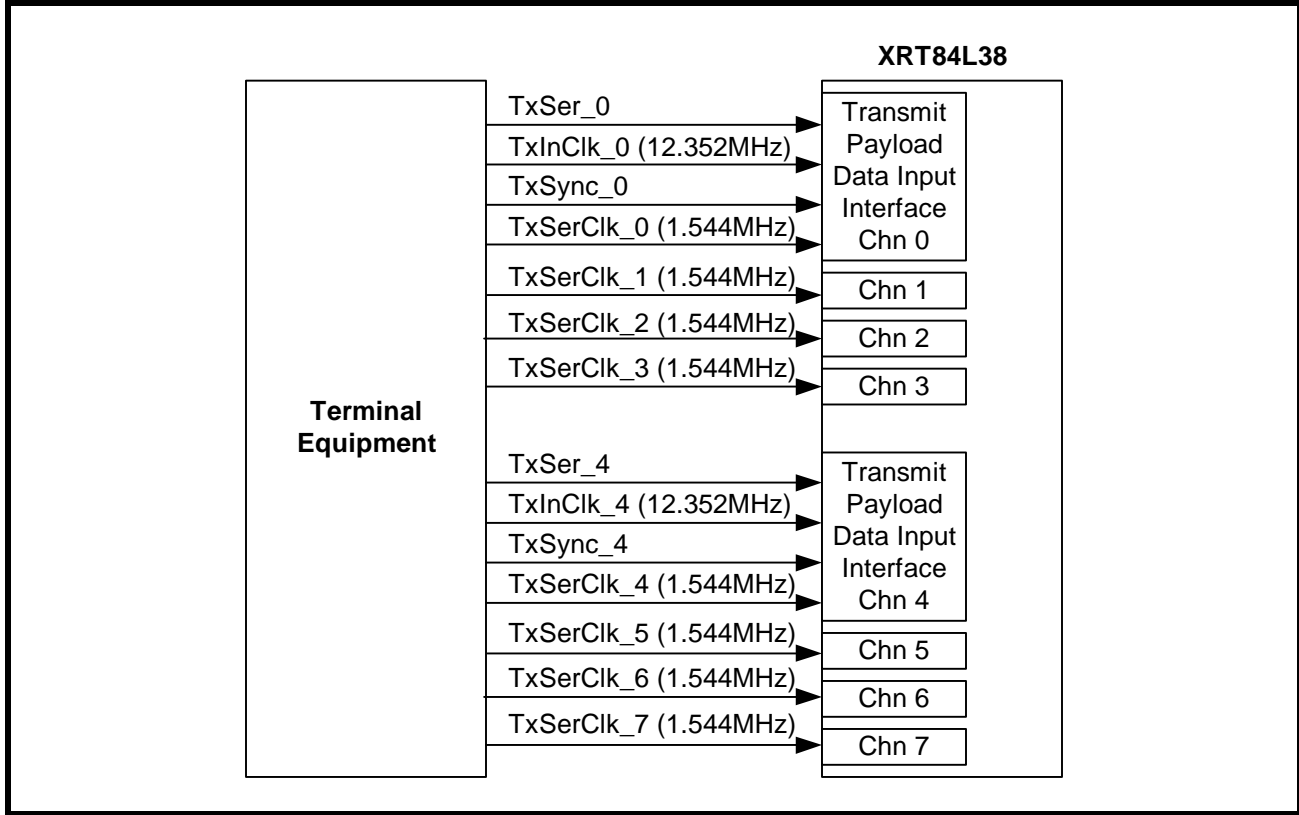 XRT84L38
Terminal
Equipment
TxSer_0
TxInClk_0 (12.352MHz)
TxSync_0
TxSerClk_0 (1.544MHz)
TxSerClk_1 (1.544MHz)
TxSerClk_2 (1.544MHz)
TxSerClk_3 (1.544MHz)
Transmit
Payload
Data Input
Interface
Chn 0
Chn 1
Chn 2
Chn 3
TxSer_4
TxInClk_4 (12.352MHz)
TxSync_4
TxSerClk_4 (1.544MHz)
TxSerClk_5 (1.544MHz)
TxSerClk_6 (1.544MHz)
TxSerClk_7 (1.544MHz)
Transmit
Payload
Data Input
Interface
Chn 4
Chn 5
Chn 6
Chn 7